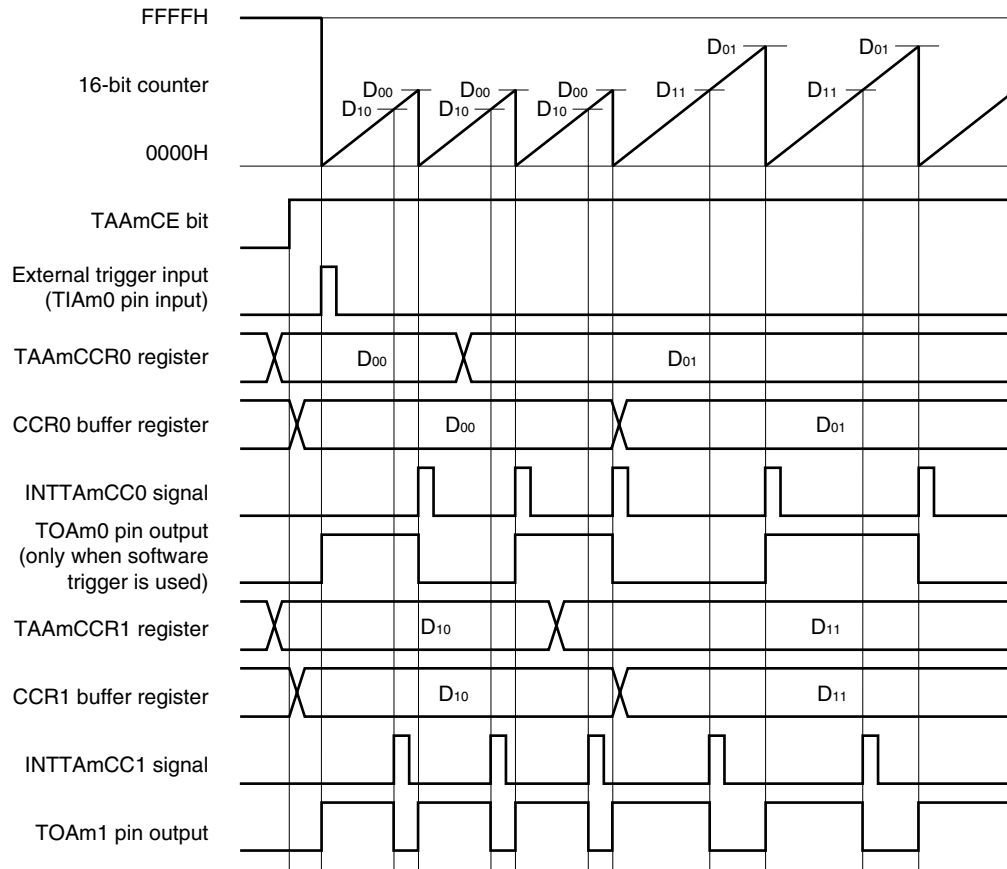 FFFFH
D01 D01
16-bit counter D00 D00 D00 D11 D11
D10 D10 D10
0000H
TAAmCE bit
External trigger input
(TIAm0 pin input)
TAAmCCR0 register D00 D01
CCR0 buffer register D00 D01
INTTAmCC0 signal
TOAm0 pin output
(only when software
trigger is used)
TAAmCCR1 register D10 D11
CCR1 buffer register D10 D11
INTTAmCC1 signal
TOAm1 pin output